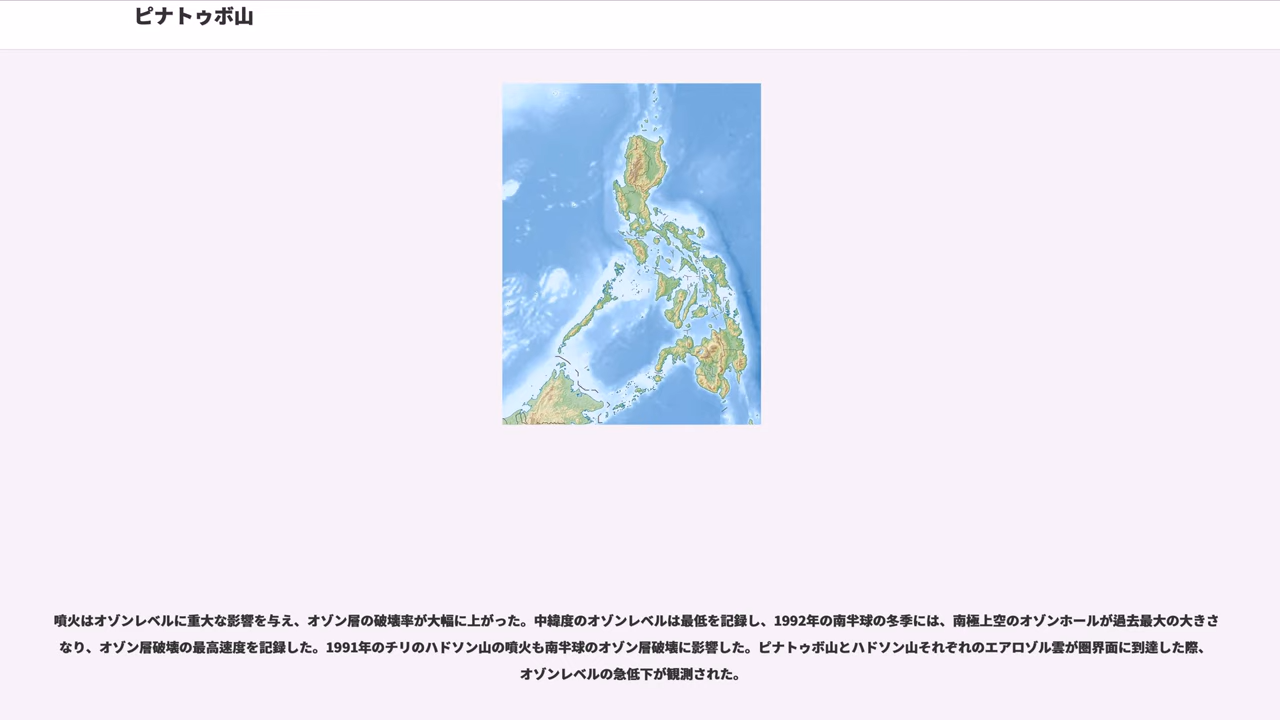 ピナトゥボ山
噴火はオゾンレベルに重大な影響を与え、オゾン層の破壊率が大幅に上がった。中緯度のオゾンレベルは最低を記録し、1992年の南半球の冬季には、南極上空のオゾンホールが過去最大の大きさ
なり、オゾン層破壊の最高速度を記録した。1991年のチリのハドソン山の噴火も南半球のオゾン層破壊に影響した。ピナトゥボ山とハドソン山それぞれのエアロゾル雲が圏界面に到達した際、
オゾンレベルの急低下が観測された。